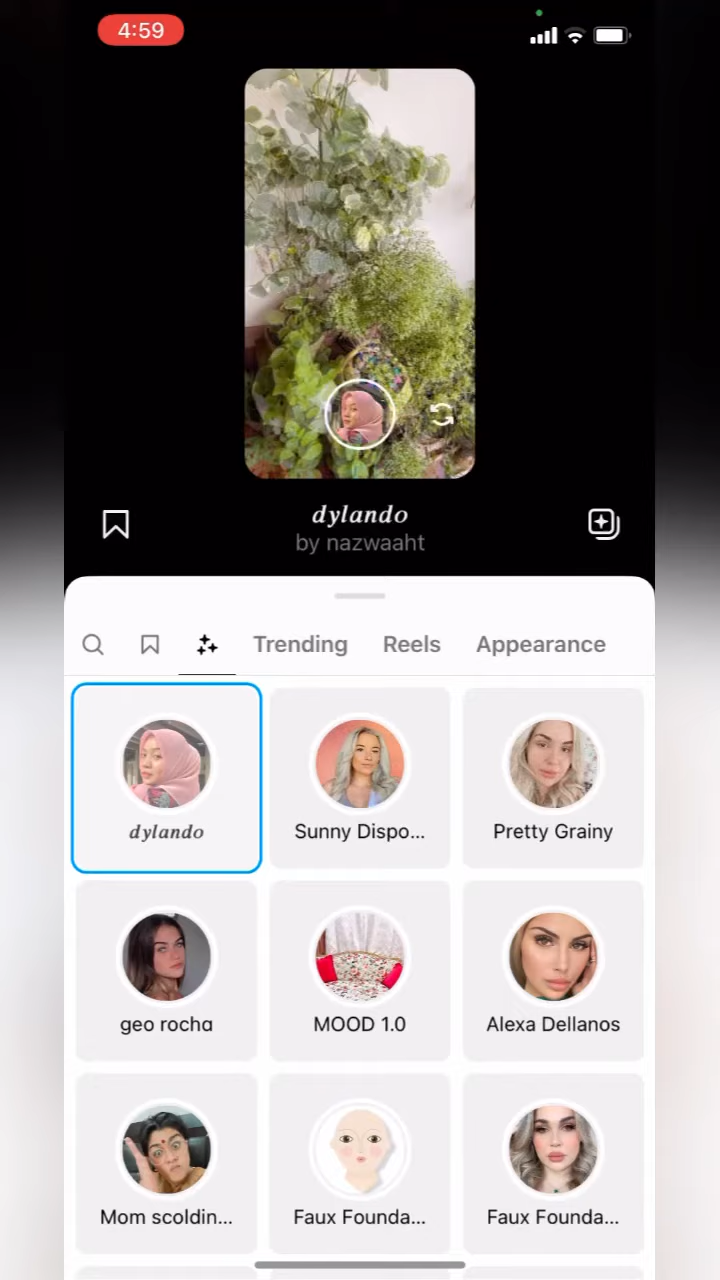 4:59
dylando
by nazwaaht
Trending Reels Appearance
dylando Sunny Dispo... Pretty Grainy
geo rocha MOOD 1.0 Alexa Dellanos
Mom scoldin... Faux Founda... Faux Founda...